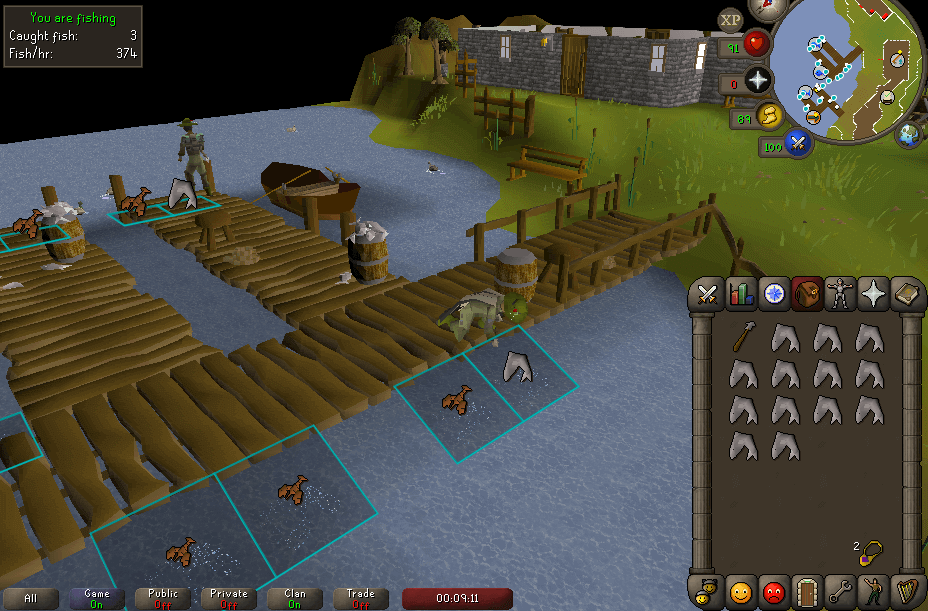 You are fishing
Caught fish: 3
Fish/hr: 374
XP
91
0
89
100
2
All
Game
On
Public
Off
Private
Off
Clan
On
Trade
Off
00:09:11